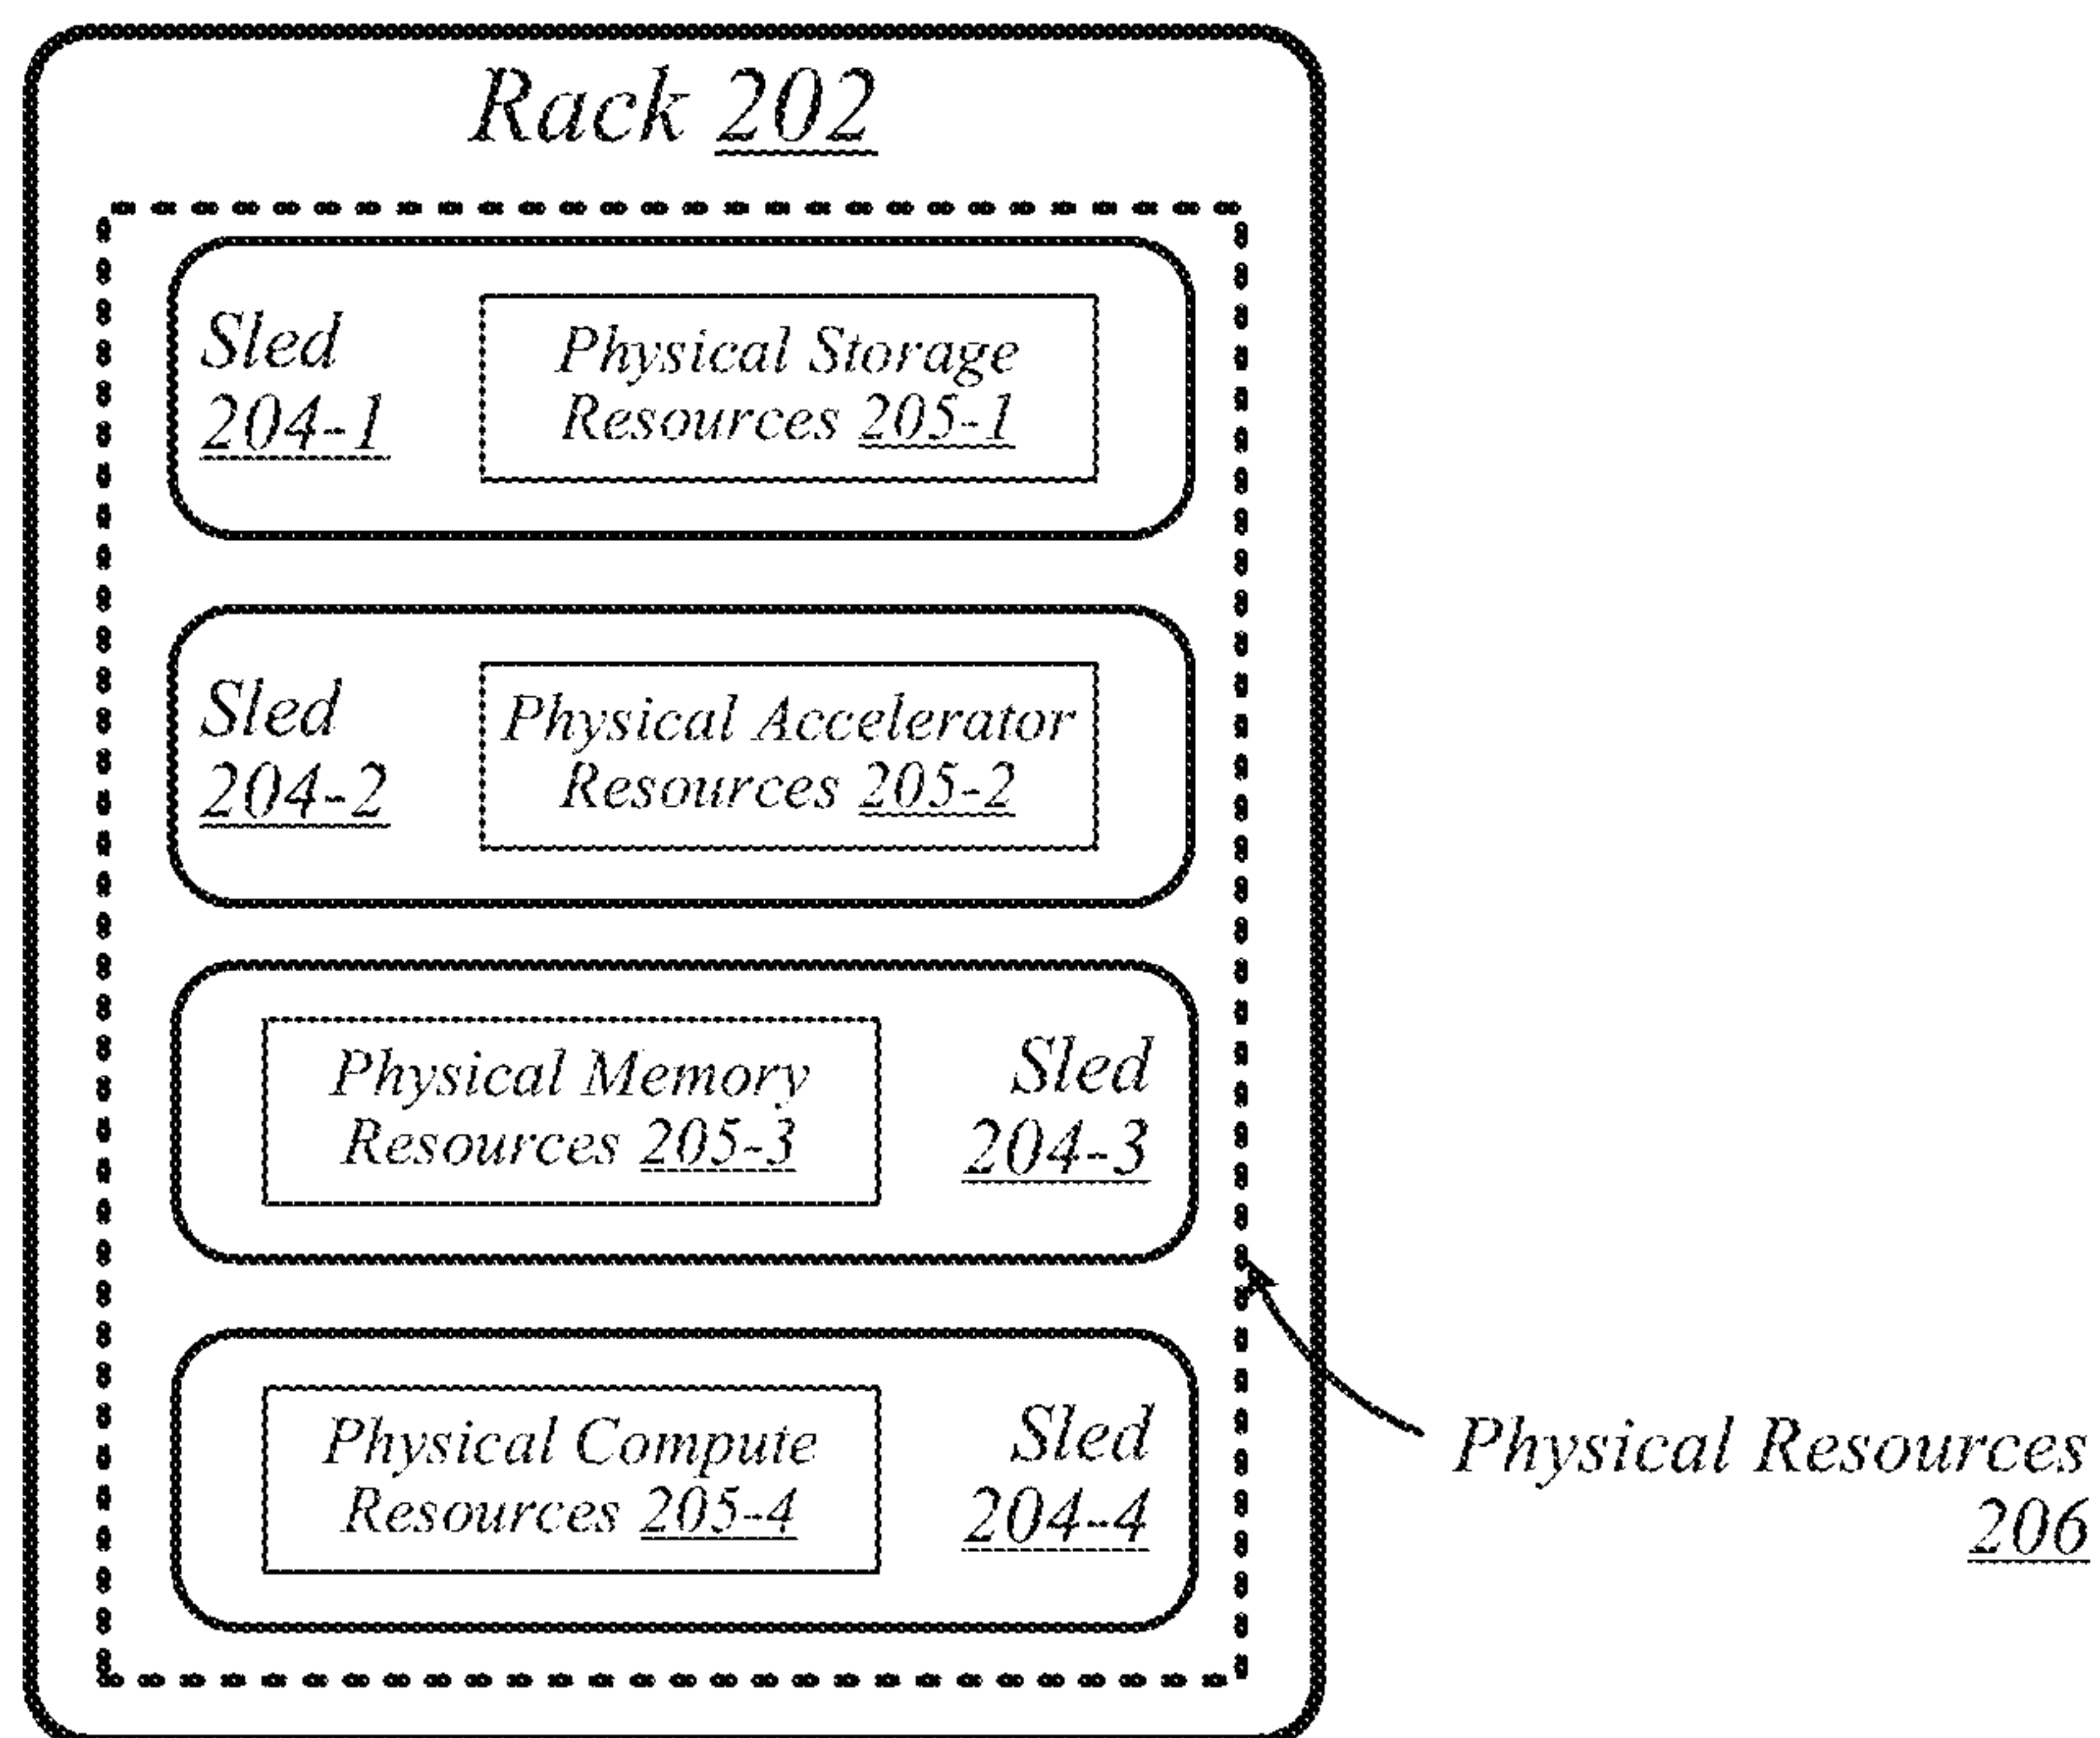 Rack 202
Sled
204-1
Physical Storage
Resources 205-1
Sled
204-2
Physical Accelerator
Resources 205-2
Physical Memory
Resources 205-3
Sled
204-3
Physical Compute
Resources 205-4
Sled
204-4
Physical Resources
206